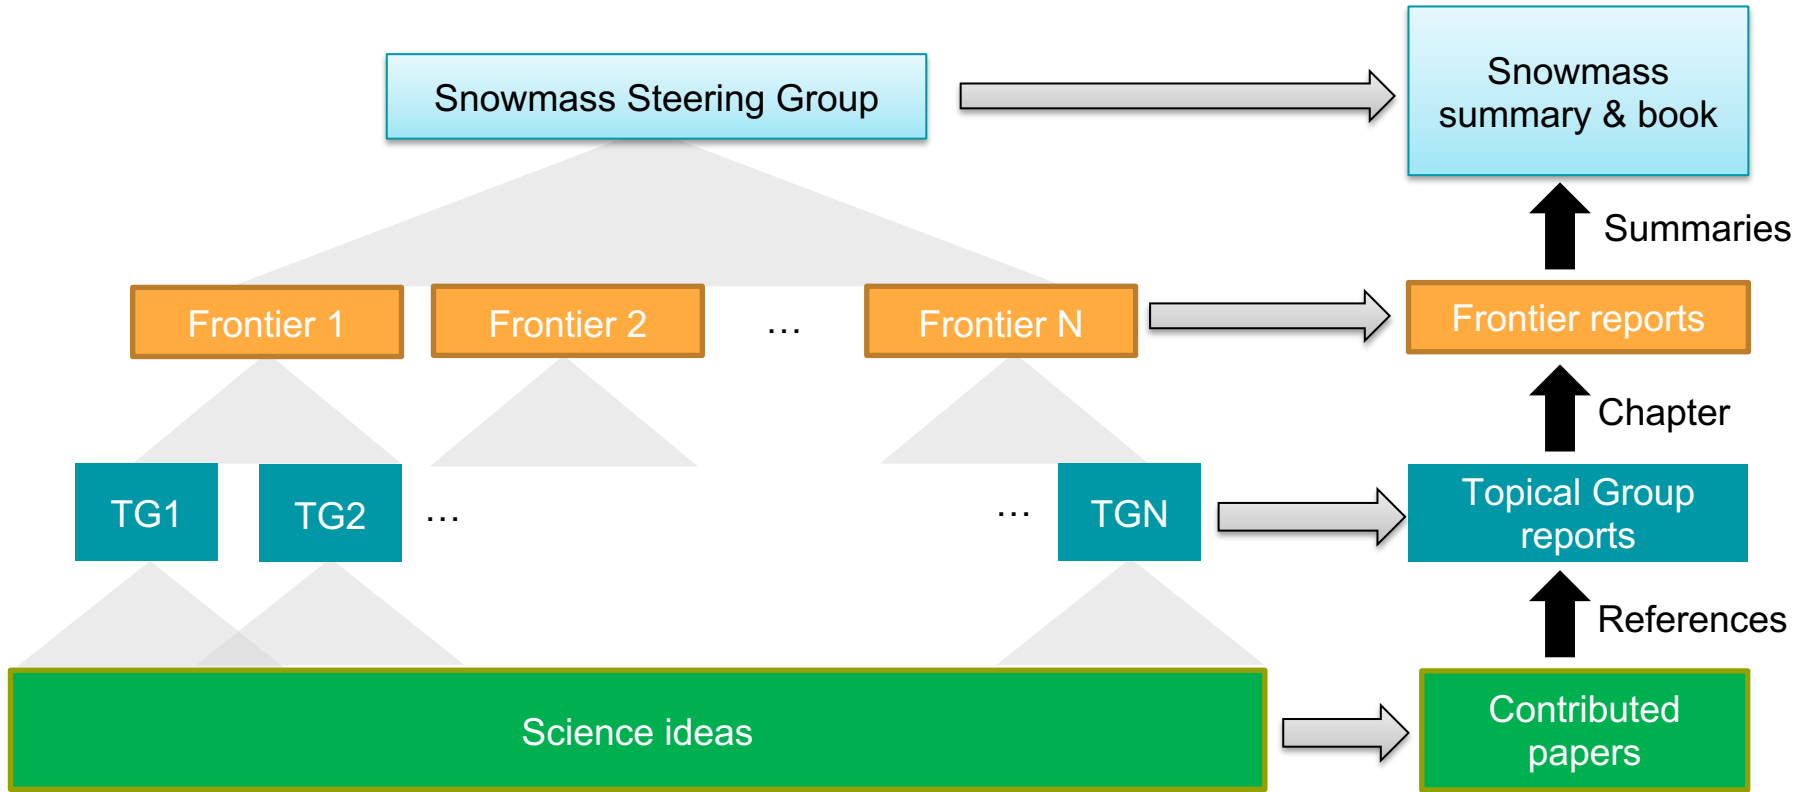 Snowmass Steering Group
Snowmass
summary & book
Summaries
Frontier 1
Frontier 2
...
Frontier N
Frontier reports
Chapter
TG1
TG2
...
...
TGN
Topical Group
reports
References
Science ideas
Contributed
papers